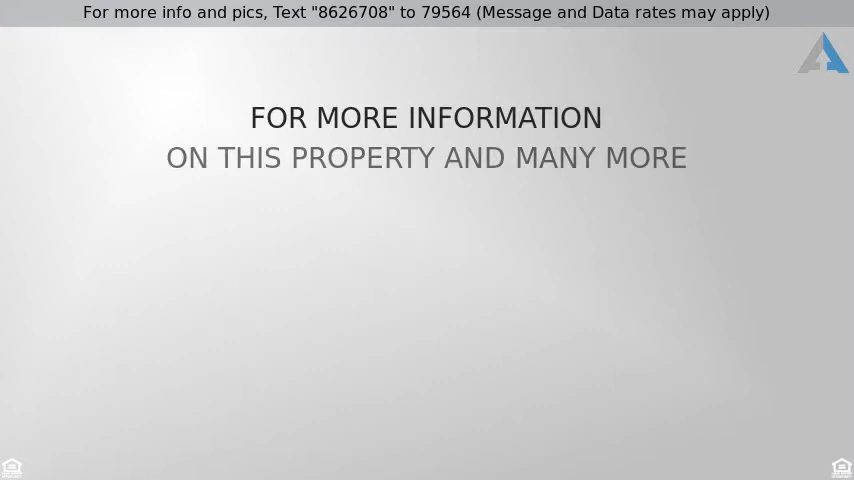 For more info and pics, Text "8626708" to 79564 (Message and Data rates may apply)
FOR MORE INFORMATION
ON THIS PROPERTY AND MANY MORE